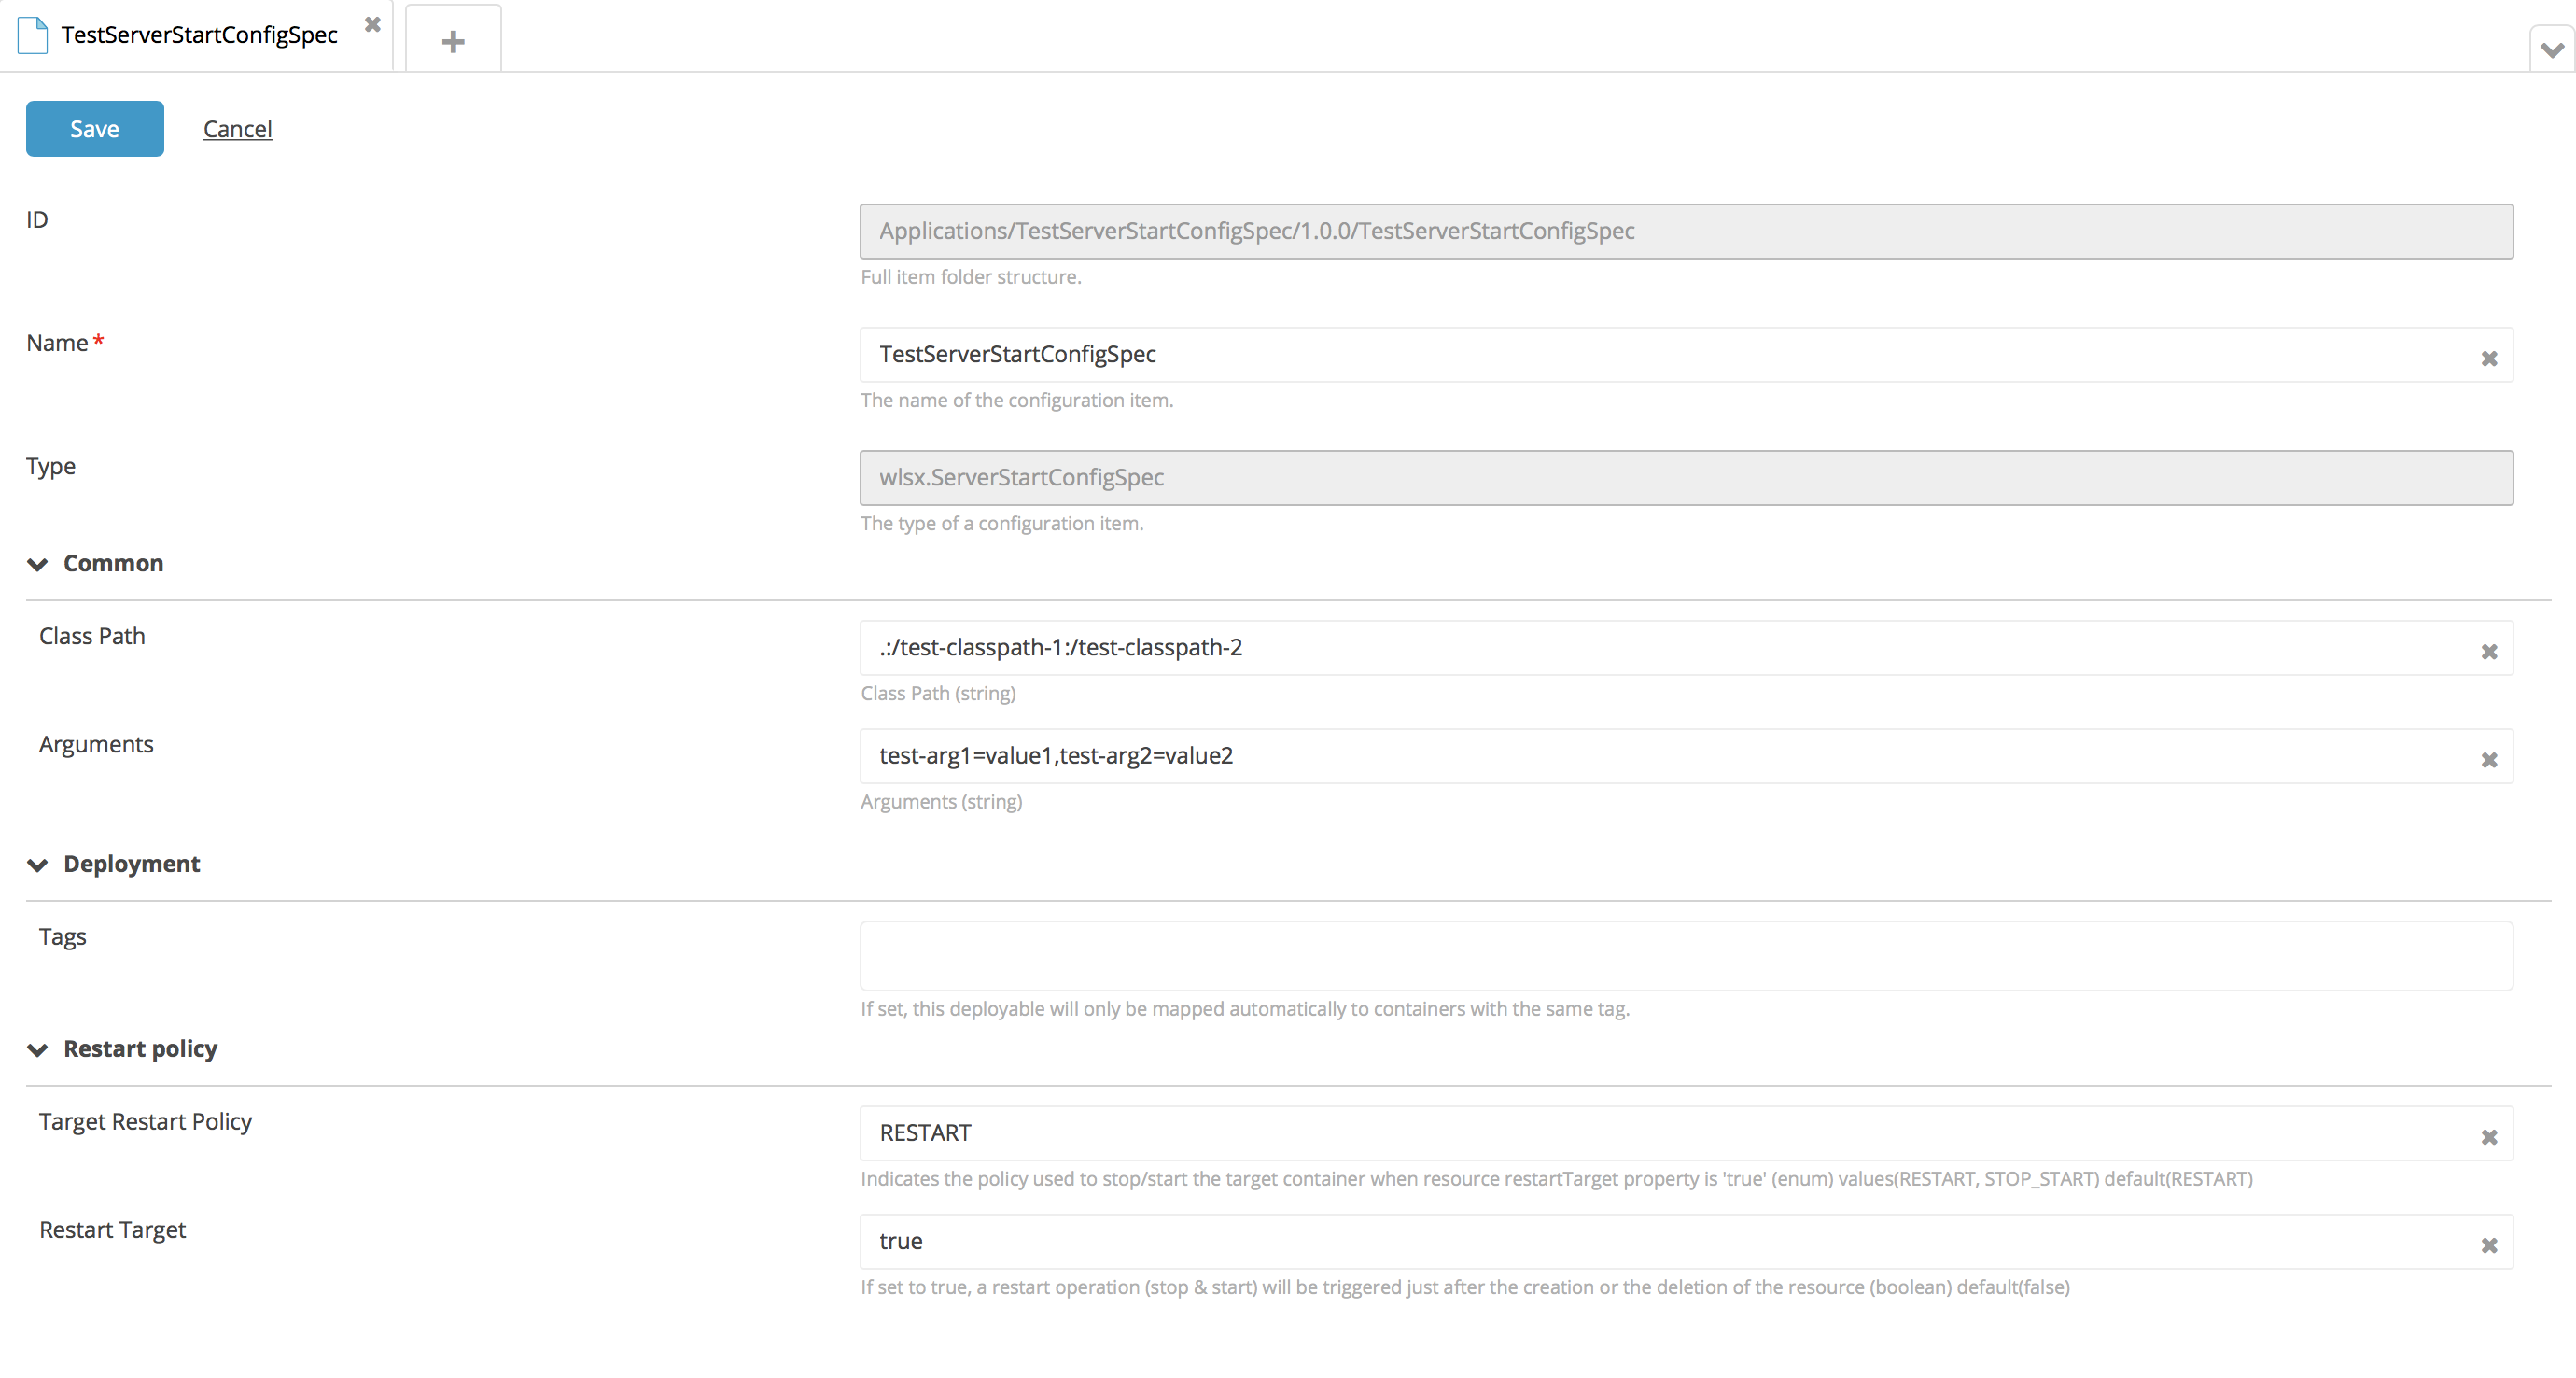 TestServerStartConfigSpec
Save Cancel
ID
Applications/TestServerStartConfigSpec/1.0.0/TestServerStartConfigSpec
Full item folder structure.
Name*
TestServerStartConfigSpec
The name of the configuration item.
Type
wlsx.ServerStartConfigSpec
The type of a configuration item.
Common
Class Path
.:/test-classpath-1:/test-classpath-2
Class Path (string)
Arguments
test-arg1=value1,test-arg2=value2
Arguments (string)
Deployment
Tags
If set, this deployable will only be mapped automatically to containers with the same tag.
Restart policy
Target Restart Policy
RESTART
Indicates the policy used to stop/start the target container when resource restartTarget property is 'true' (enum) values(RESTART, STOP_START) default(RESTART)
Restart Target
true
If set to true, a restart operation (stop & start) will be triggered just after the creation or the deletion of the resource (boolean) default(false)